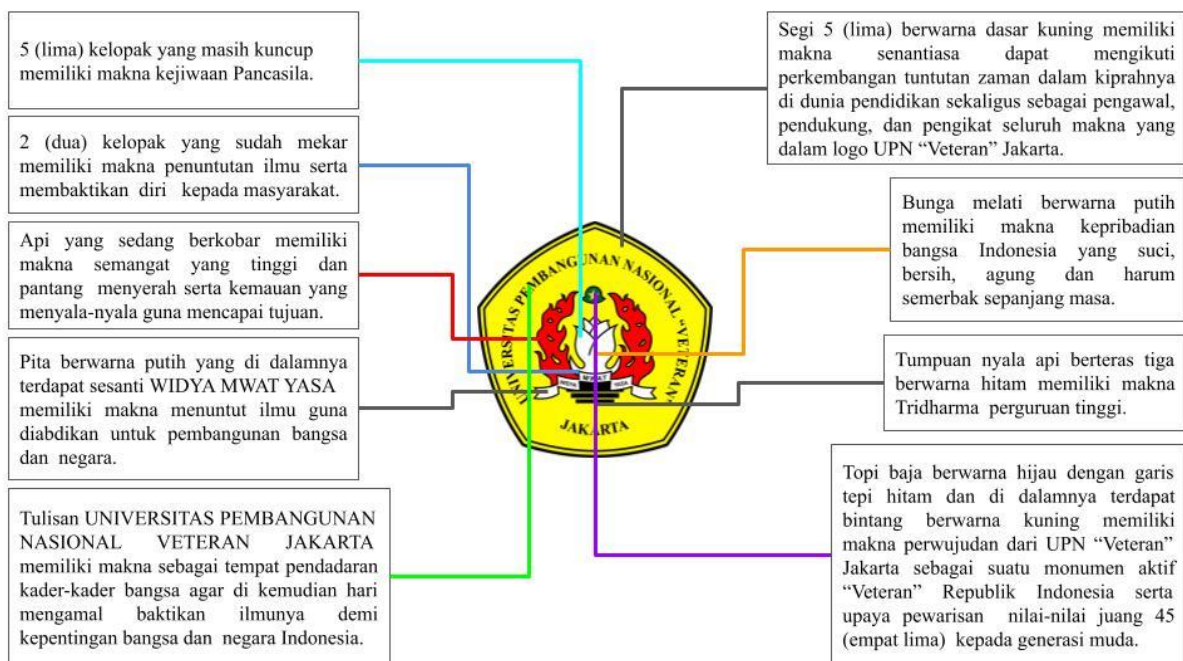 5 (lima) kelopak yang masih kuncup
memiliki makna kejiwaan Pancasila.
2 (dua) kelopak yang sudah mekar
memiliki makna penuntutan ilmu serta
membaktikan diri kepada masyarakat.
Api yang sedang berkobar memiliki
makna semangat yang tinggi dan
pantang menyerah serta kemauan yang
menyala-nyala guna mencapai tujuan.
Pita berwarna putih yang di dalamnya
terdapat sesanti WIDYA MWAT YASA
memiliki makna menuntut ilmu guna
diabdikan untuk pembangunan bangsa
dan negara.
Tulisan UNIVERSITAS PEMBANGUNAN
NASIONAL VETERAN JAKARTA
memiliki makna sebagai tempat pendadaran
kader-kader bangsa agar di kemudian hari
mengamal baktikan ilmunya demi
kepentingan bangsa dan negara Indonesia.
UNIVERSITAS PEMBANGUNAN NASIONAL "VETERAN"
WIDYA MWAT YASA
JAKARTA
Segi 5 (lima) berwarna dasar kuning memiliki
makna senantiasa dapat mengikuti
perkembangan tuntutan zaman dalam kiprahnya
di dunia pendidikan sekaligus sebagai pengawal,
pendukung, dan pengikat seluruh makna yang
dalam logo UPN “Veteran” Jakarta.
Bunga melati berwarna putih
memiliki makna kepribadian
bangsa Indonesia yang suci,
bersih, agung dan harum
semerbak sepanjang masa.
Tumpuan nyala api berteras tiga
berwarna hitam memiliki makna
Tridharma perguruan tinggi.
Topi baja berwarna hijau dengan garis
tepi hitam dan di dalamnya terdapat
bintang berwarna kuning memiliki
makna perwujudan dari UPN “Veteran”
Jakarta sebagai suatu monumen aktif
“Veteran” Republik Indonesia serta
upaya pewarisan nilai-nilai juang 45
(empat lima) kepada generasi muda.